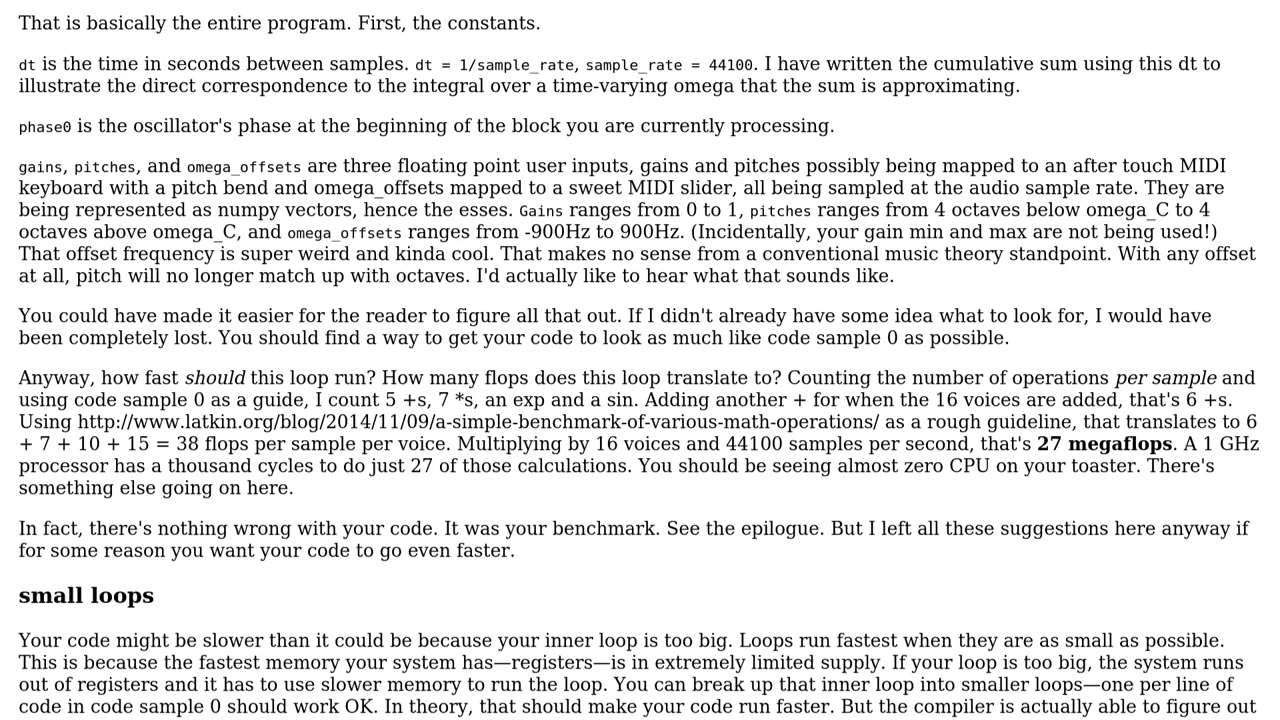 That is basically the entire program. First, the constants.
dt is the time in seconds between samples. dt = 1/sample_rate, sample_rate = 44100. I have written the cumulative sum using this dt to
illustrate the direct correspondence to the integral over a time-varying omega that the sum is approximating.
phase0 is the oscillator's phase at the beginning of the block you are currently processing.
gains, pitches, and omega_offsets are three floating point user inputs, gains and pitches possibly being mapped to an after touch MIDI
keyboard with a pitch bend and omega_offsets mapped to a sweet MIDI slider, all being sampled at the audio sample rate. They are
being represented as numpy vectors, hence the esses. Gains ranges from 0 to 1, pitches ranges from 4 octaves below omega_C to 4
octaves above omega_C, and omega_offsets ranges from -900Hz to 900Hz. (Incidentally, your gain min and max are not being used!)
That offset frequency is super weird and kinda cool. That makes no sense from a conventional music theory standpoint. With any offset
at all, pitch will no longer match up with octaves. I'd actually like to hear what that sounds like.
You could have made it easier for the reader to figure all that out. If I didn't already have some idea what to look for, I would have
been completely lost. You should find a way to get your code to look as much like code sample 0 as possible.
Anyway, how fast should this loop run? How many flops does this loop translate to? Counting the number of operations per sample and
using code sample 0 as a guide, I count 5 +s, 7 *s, an exp and a sin. Adding another + for when the 16 voices are added, that's 6 +s.
Using http://www.latkin.org/blog/2014/11/09/a-simple-benchmark-of-various-math-operations/ as a rough guideline, that translates to 6
+ 7 + 10 + 15 = 38 flops per sample per voice. Multiplying by 16 voices and 44100 samples per second, that's 27 megaflops. A 1 GHz
processor has a thousand cycles to do just 27 of those calculations. You should be seeing almost zero CPU on your toaster. There's
something else going on here.
In fact, there's nothing wrong with your code. It was your benchmark. See the epilogue. But I left all these suggestions here anyway if
for some reason you want your code to go even faster.
small loops
Your code might be slower than it could be because your inner loop is too big. Loops run fastest when they are as small as possible.
This is because the fastest memory your system has—registers—is in extremely limited supply. If your loop is too big, the system runs
out of registers and it has to use slower memory to run the loop. You can break up that inner loop into smaller loops—one per line of
code in code sample 0 should work OK. In theory, that should make your code run faster. But the compiler is actually able to figure out